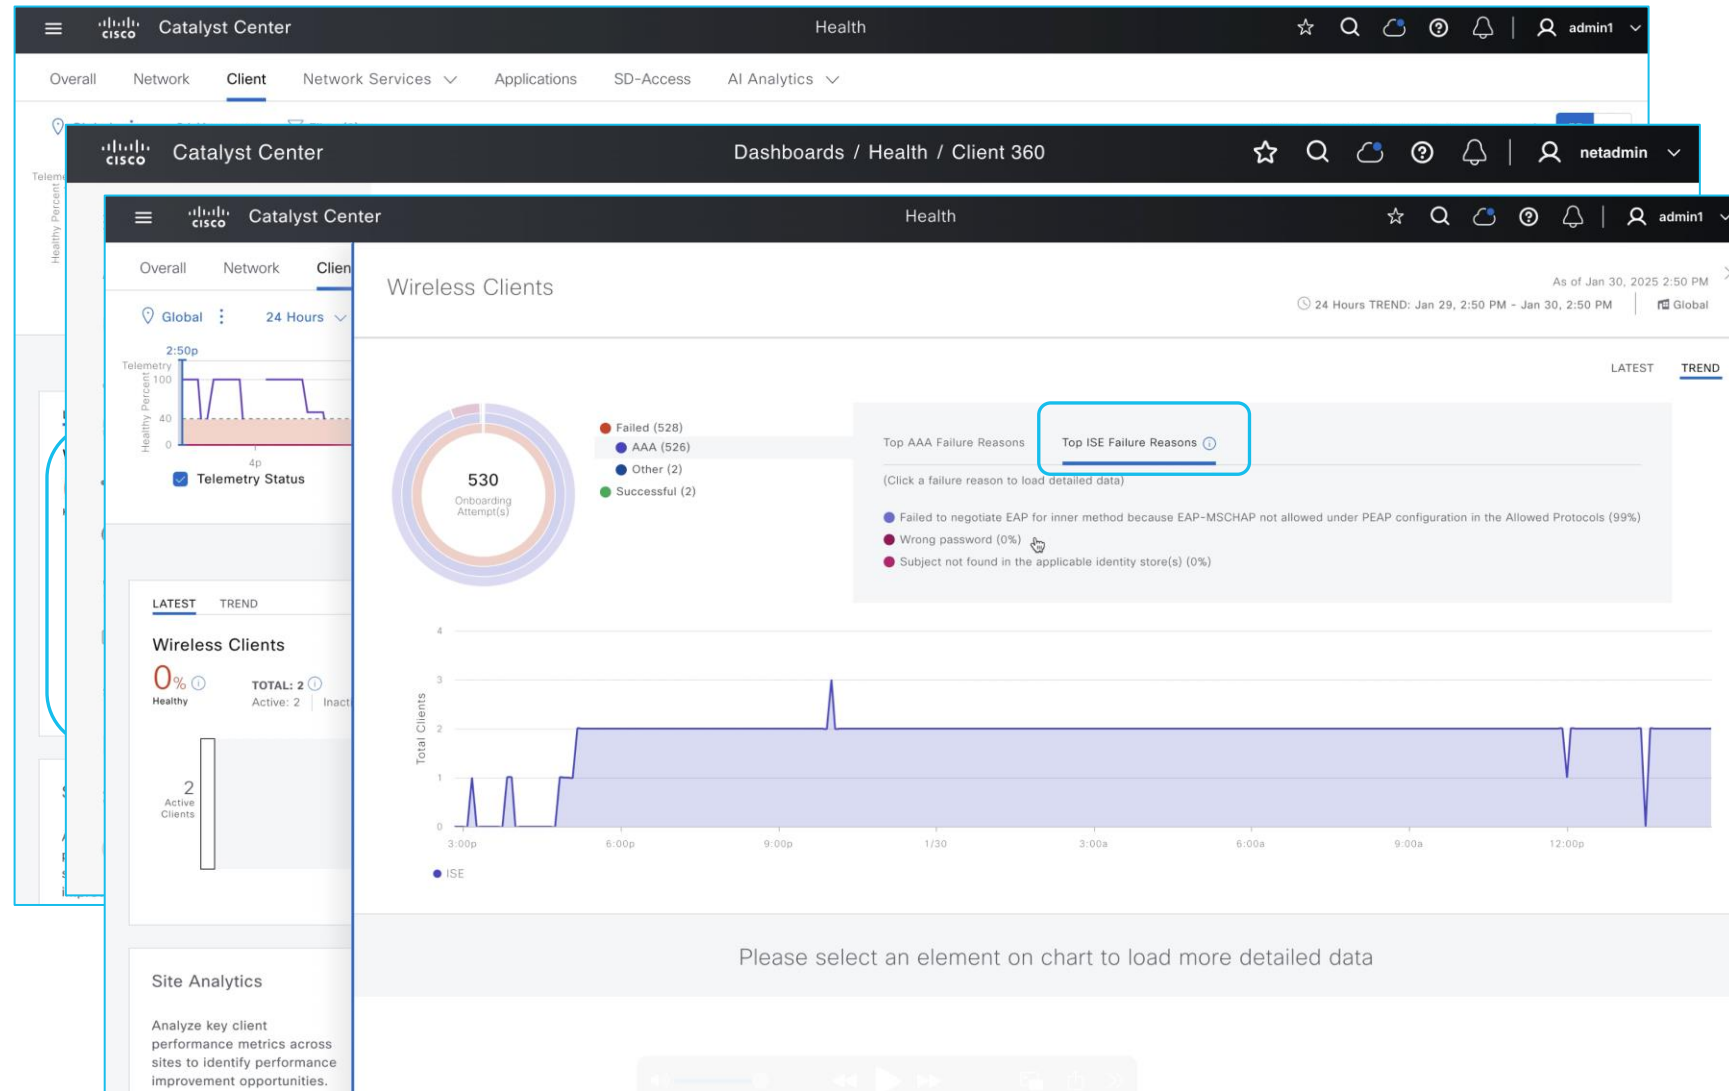 cisco Catalyst Center Health admin1
Overall Network Client Network Services Applications SD-Access AI Analytics
Healthy Percent
cisco Catalyst Center Dashboards / Health / Client 360 netadmin
cisco Catalyst Center Health admin1
Overall Network Clien
Global 24 Hours
2:50p
Telemetry
Healthy Percent
100
40
0
4p
Telemetry Status
LATEST TREND
Wireless Clients
0%
Healthy
TOTAL: 2
Active: 2 Inacti
2
Active
Clients
Site Analytics
Analyze key client
performance metrics across
sites to identify performance
improvement opportunities.
Wireless Clients
As of Jan 30, 2025 2:50 PM
24 Hours TREND: Jan 29, 2:50 PM - Jan 30, 2:50 PM Global
LATEST TREND
530
Onboarding
Attempt(s)
Failed (528)
AAA (526)
Other (2)
Successful (2)
Top AAA Failure Reasons Top ISE Failure Reasons
(Click a failure reason to load detailed data)
Failed to negotiate EAP for inner method because EAP-MSCHAP not allowed under PEAP configuration in the Allowed Protocols (99%)
Wrong password (0%)
Subject not found in the applicable identity store(s) (0%)
Total Clients
4
3
2
1
0
3:00p 6:00p 9:00p 1/30 3:00a 6:00a 9:00a 12:00p
ISE
Please select an element on chart to load more detailed data